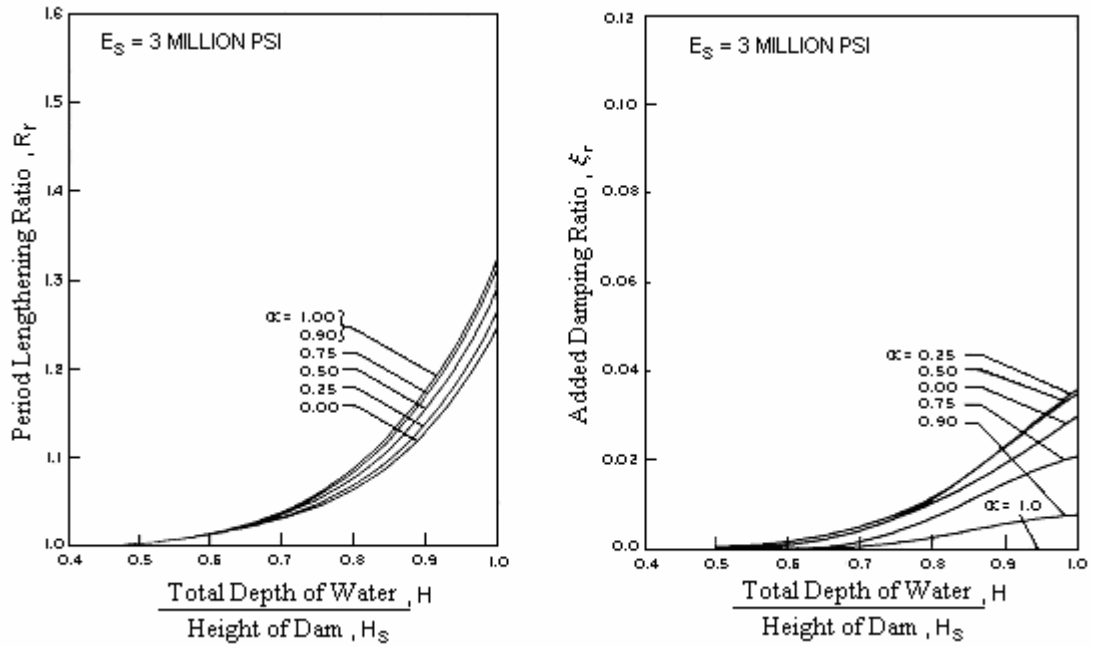 1.6
E_S = 3 MILLION PSI
1.5
1.4
1.3
1.2
1.1
1.0
Period Lengthening Ratio , R_r
α = 1.00}
0.90}
0.75
0.50
0.25
0.00
0.4 0.5 0.6 0.7 0.8 0.9 1.0
Total Depth of Water , H
Height of Dam , H_S
0.12
E_S = 3 MILLION PSI
0.10
0.08
0.06
0.04
0.02
0.0
Added Damping Ratio , ξ_r
α = 0.25
0.50
0.00
0.75
0.90
α = 1.0
0.4 0.5 0.6 0.7 0.8 0.9 1.0
Total Depth of Water , H
Height of Dam , H_S